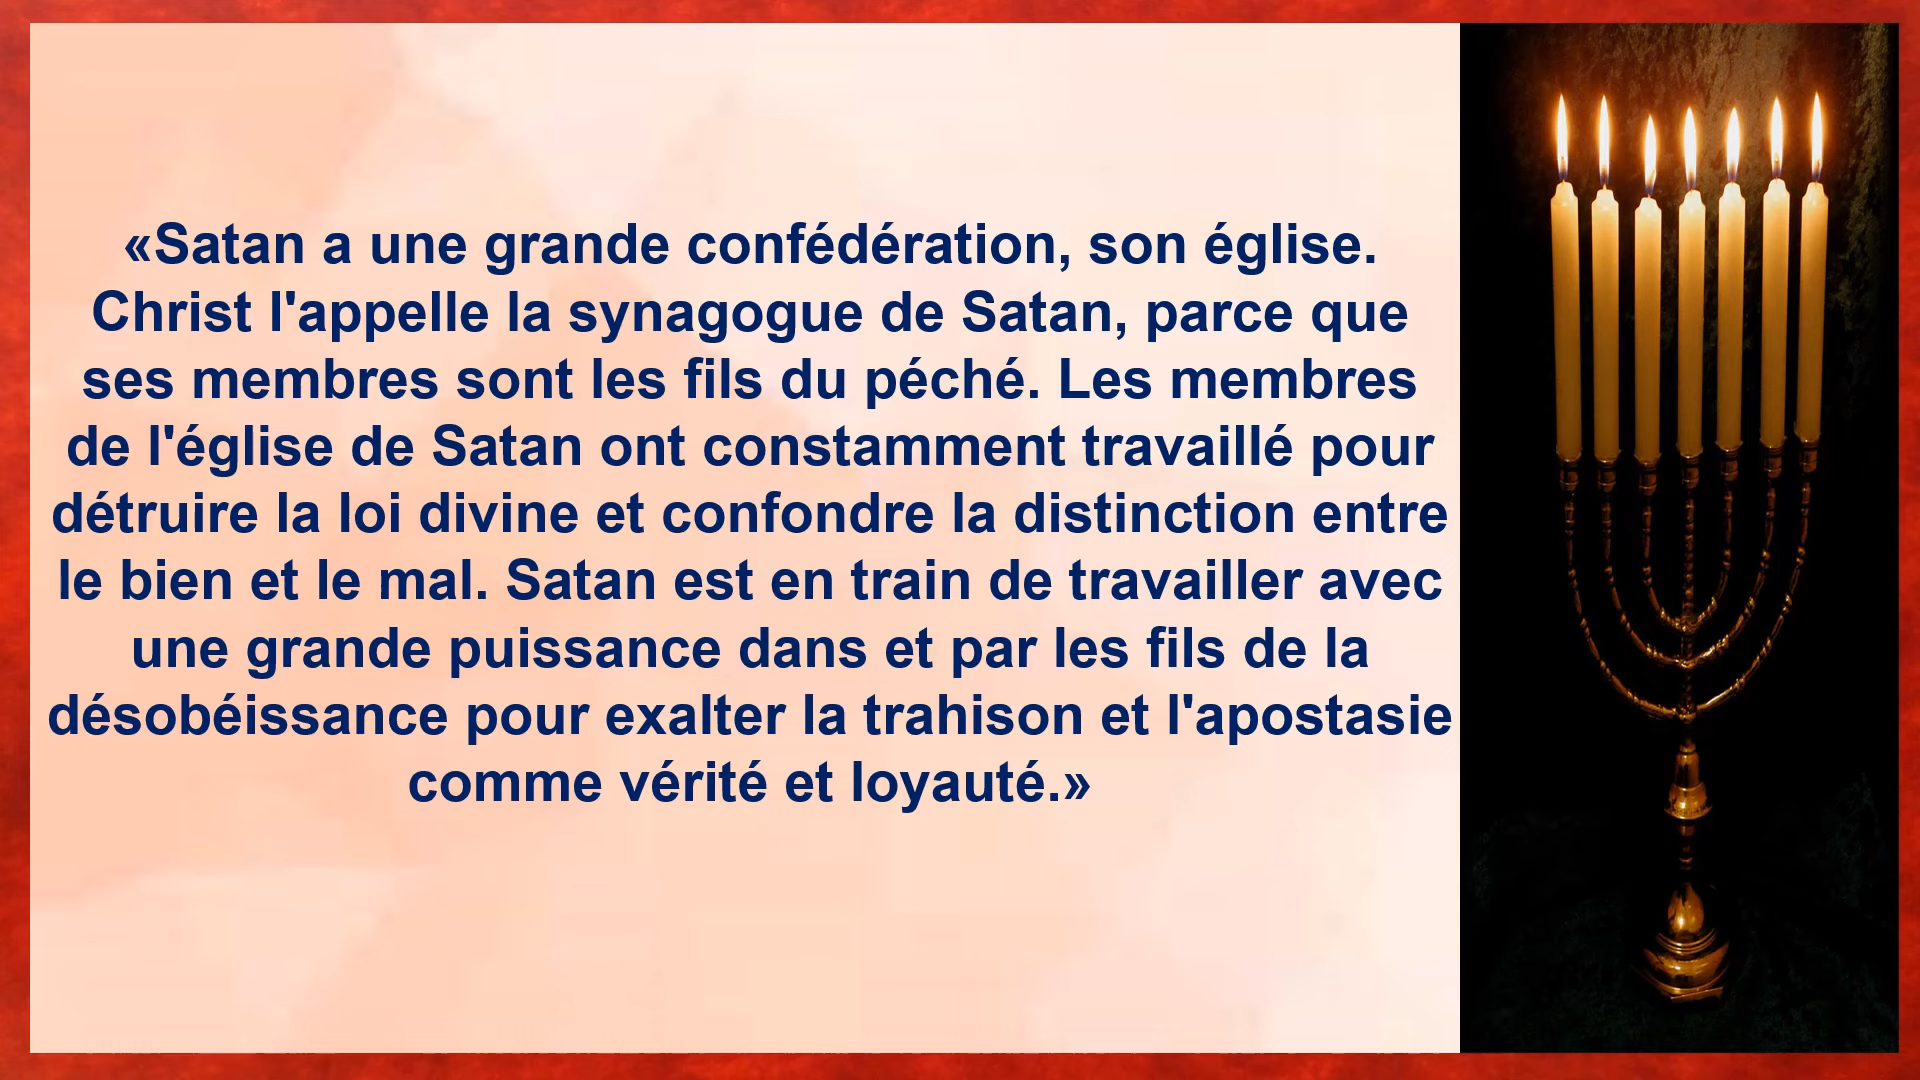 «Satan a une grande confédération, son église.
Christ l'appelle la synagogue de Satan, parce que
ses membres sont les fils du péché. Les membres
de l'église de Satan ont constamment travaillé pour
détruire la loi divine et confondre la distinction entre
le bien et le mal. Satan est en train de travailler avec
une grande puissance dans et par les fils de la
désobéissance pour exalter la trahison et l'apostasie
comme vérité et loyauté.»